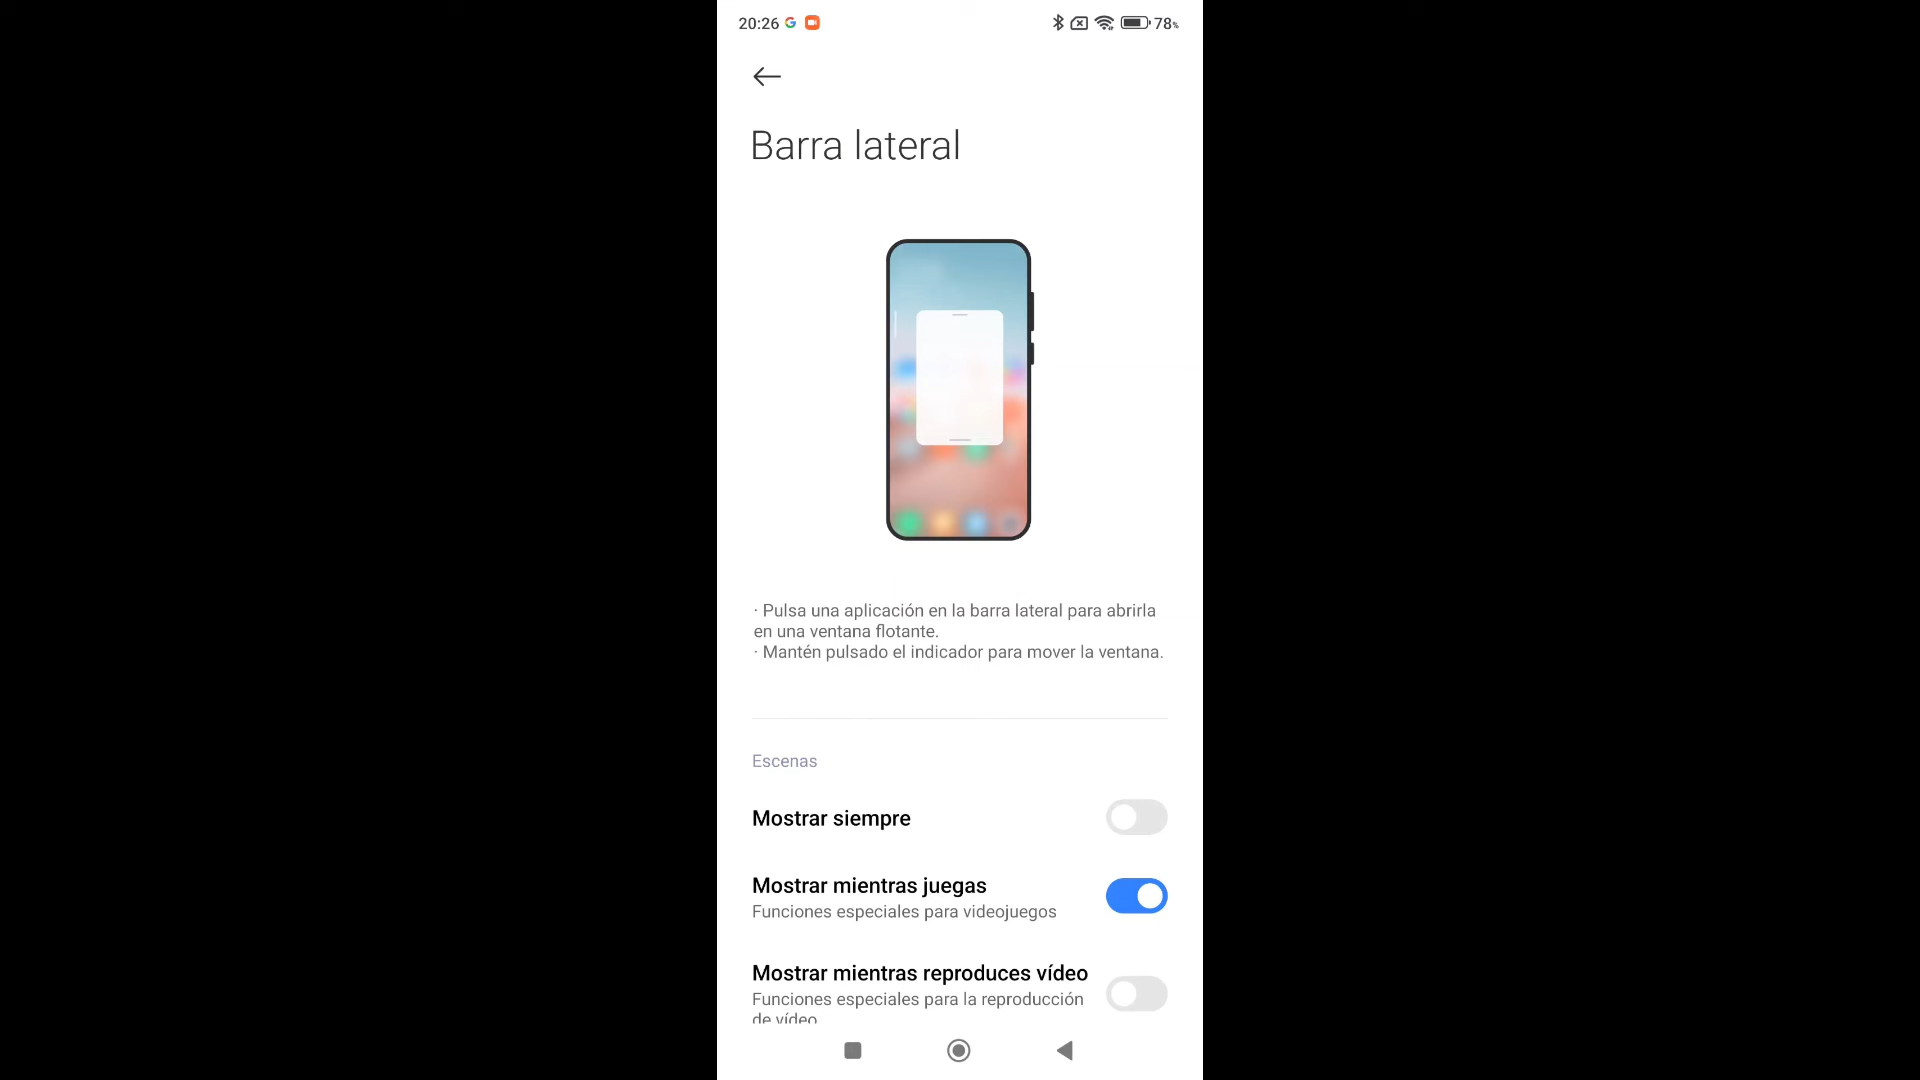 20:26 G 78%
Barra lateral
· Pulsa una aplicación en la barra lateral para abrirla
en una ventana flotante.
· Mantén pulsado el indicador para mover la ventana.
Escenas
Mostrar siempre
Mostrar mientras juegas
Funciones especiales para videojuegos
Mostrar mientras reproduces vídeo
Funciones especiales para la reproducción
de vídeo